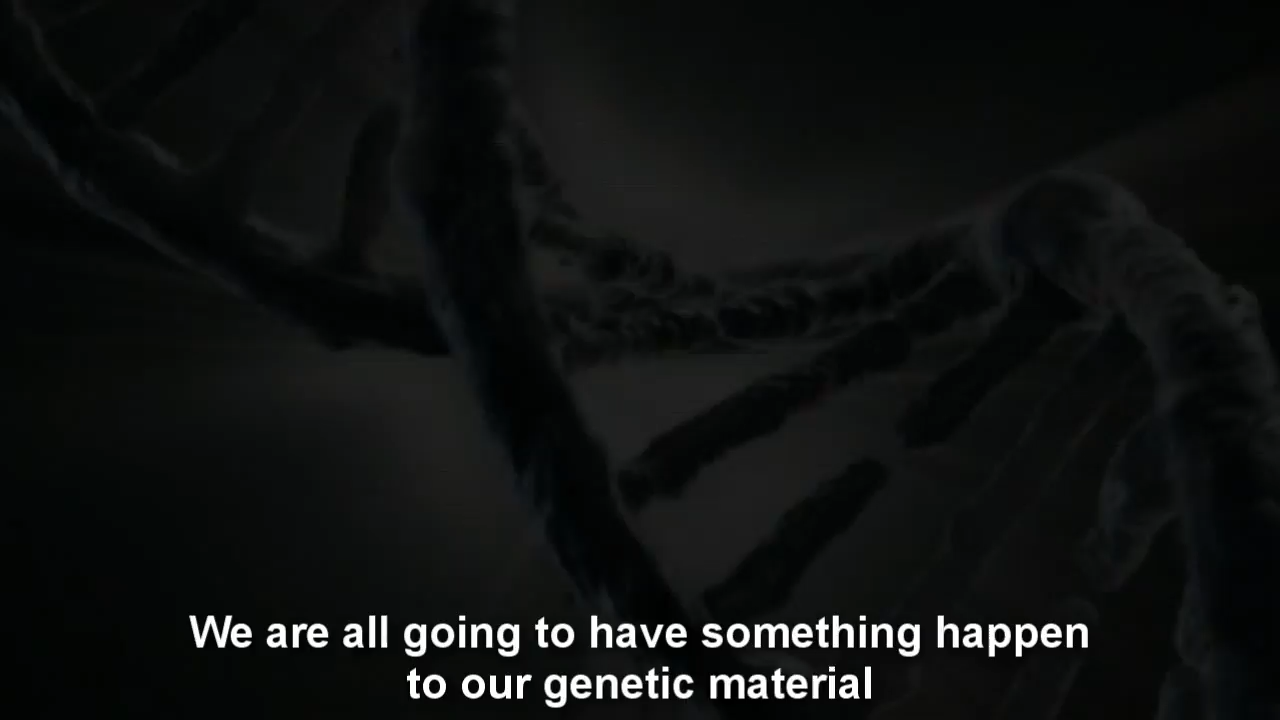 We are all going to have something happen
to our genetic material